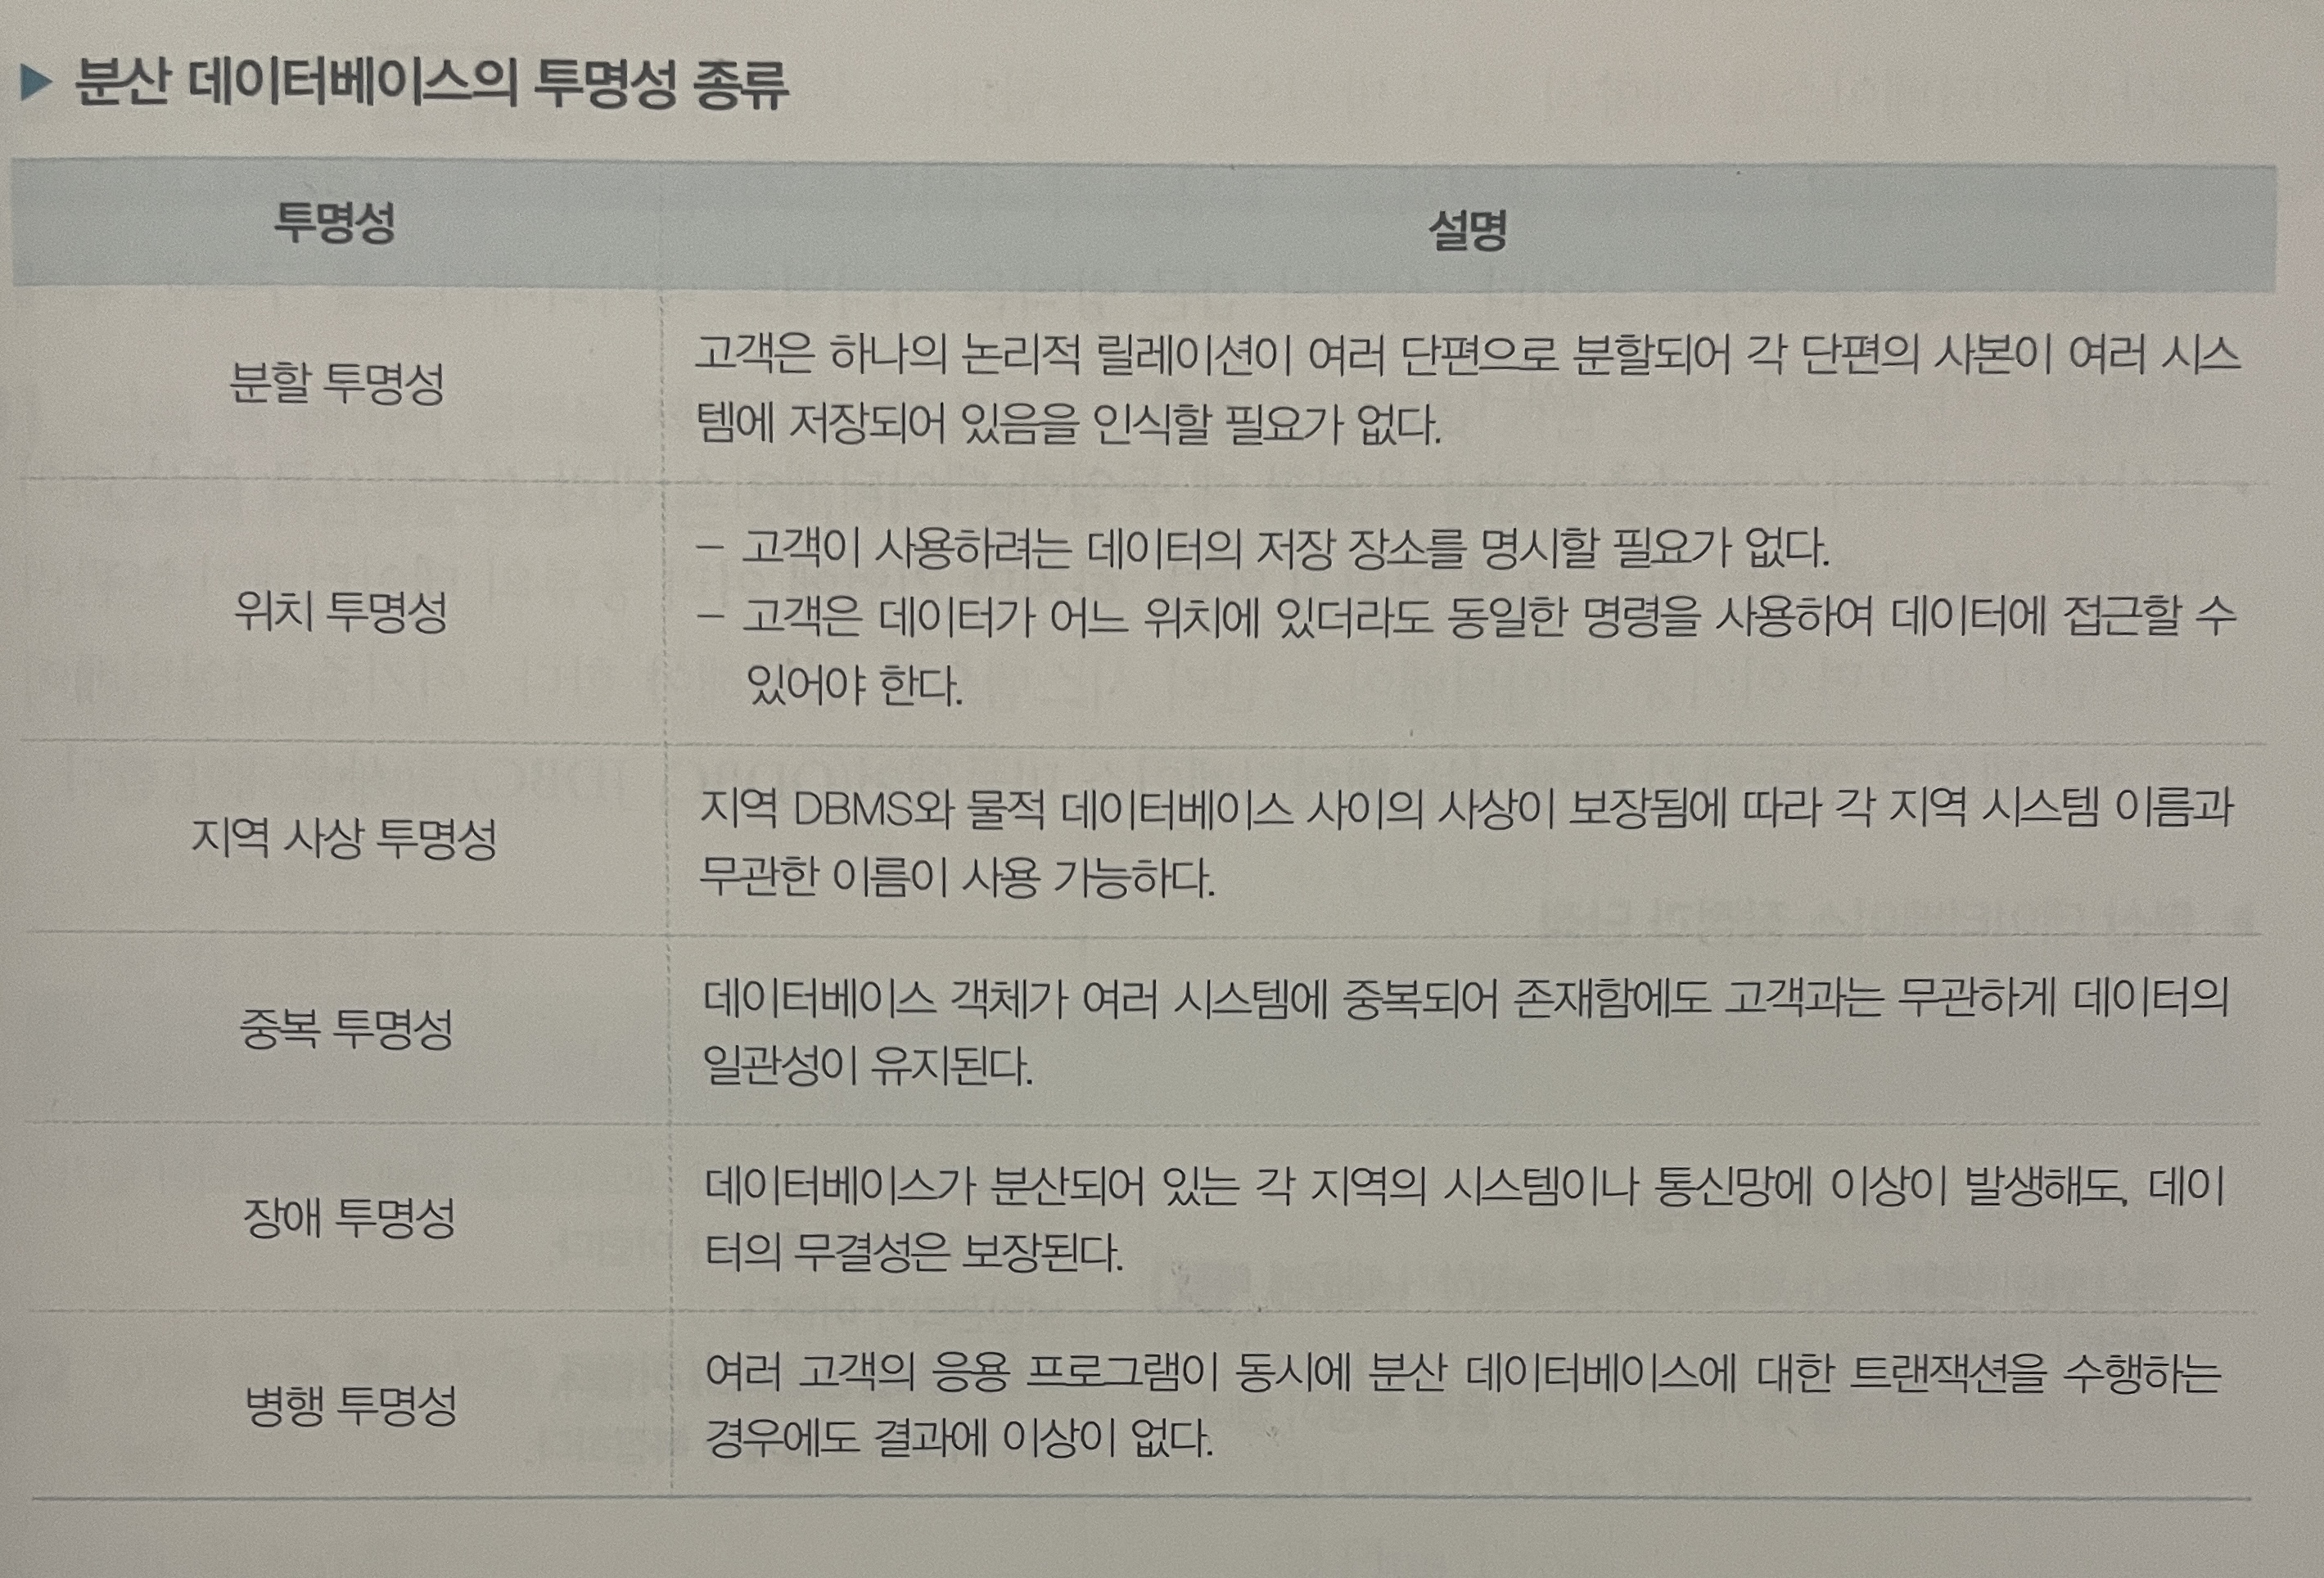 ▶ 분산 데이터베이스의 투명성 종류
투명성
설명
분할 투명성
고객은 하나의 논리적 릴레이션이 여러 단편으로 분할되어 각 단편의 사본이 여러 시스
템에 저장되어 있음을 인식할 필요가 없다.
위치 투명성
– 고객이 사용하려는 데이터의 저장 장소를 명시할 필요가 없다.
– 고객은 데이터가 어느 위치에 있더라도 동일한 명령을 사용하여 데이터에 접근할 수
있어야 한다.
지역 사상 투명성
지역 DBMS와 물적 데이터베이스 사이의 사상이 보장됨에 따라 각 지역 시스템 이름과
무관한 이름이 사용 가능하다.
중복 투명성
데이터베이스 객체가 여러 시스템에 중복되어 존재함에도 고객과는 무관하게 데이터의
일관성이 유지된다.
장애 투명성
데이터베이스가 분산되어 있는 각 지역의 시스템이나 통신망에 이상이 발생해도, 데이
터의 무결성은 보장된다.
병행 투명성
여러 고객의 응용 프로그램이 동시에 분산 데이터베이스에 대한 트랜잭션을 수행하는
경우에도 결과에 이상이 없다.